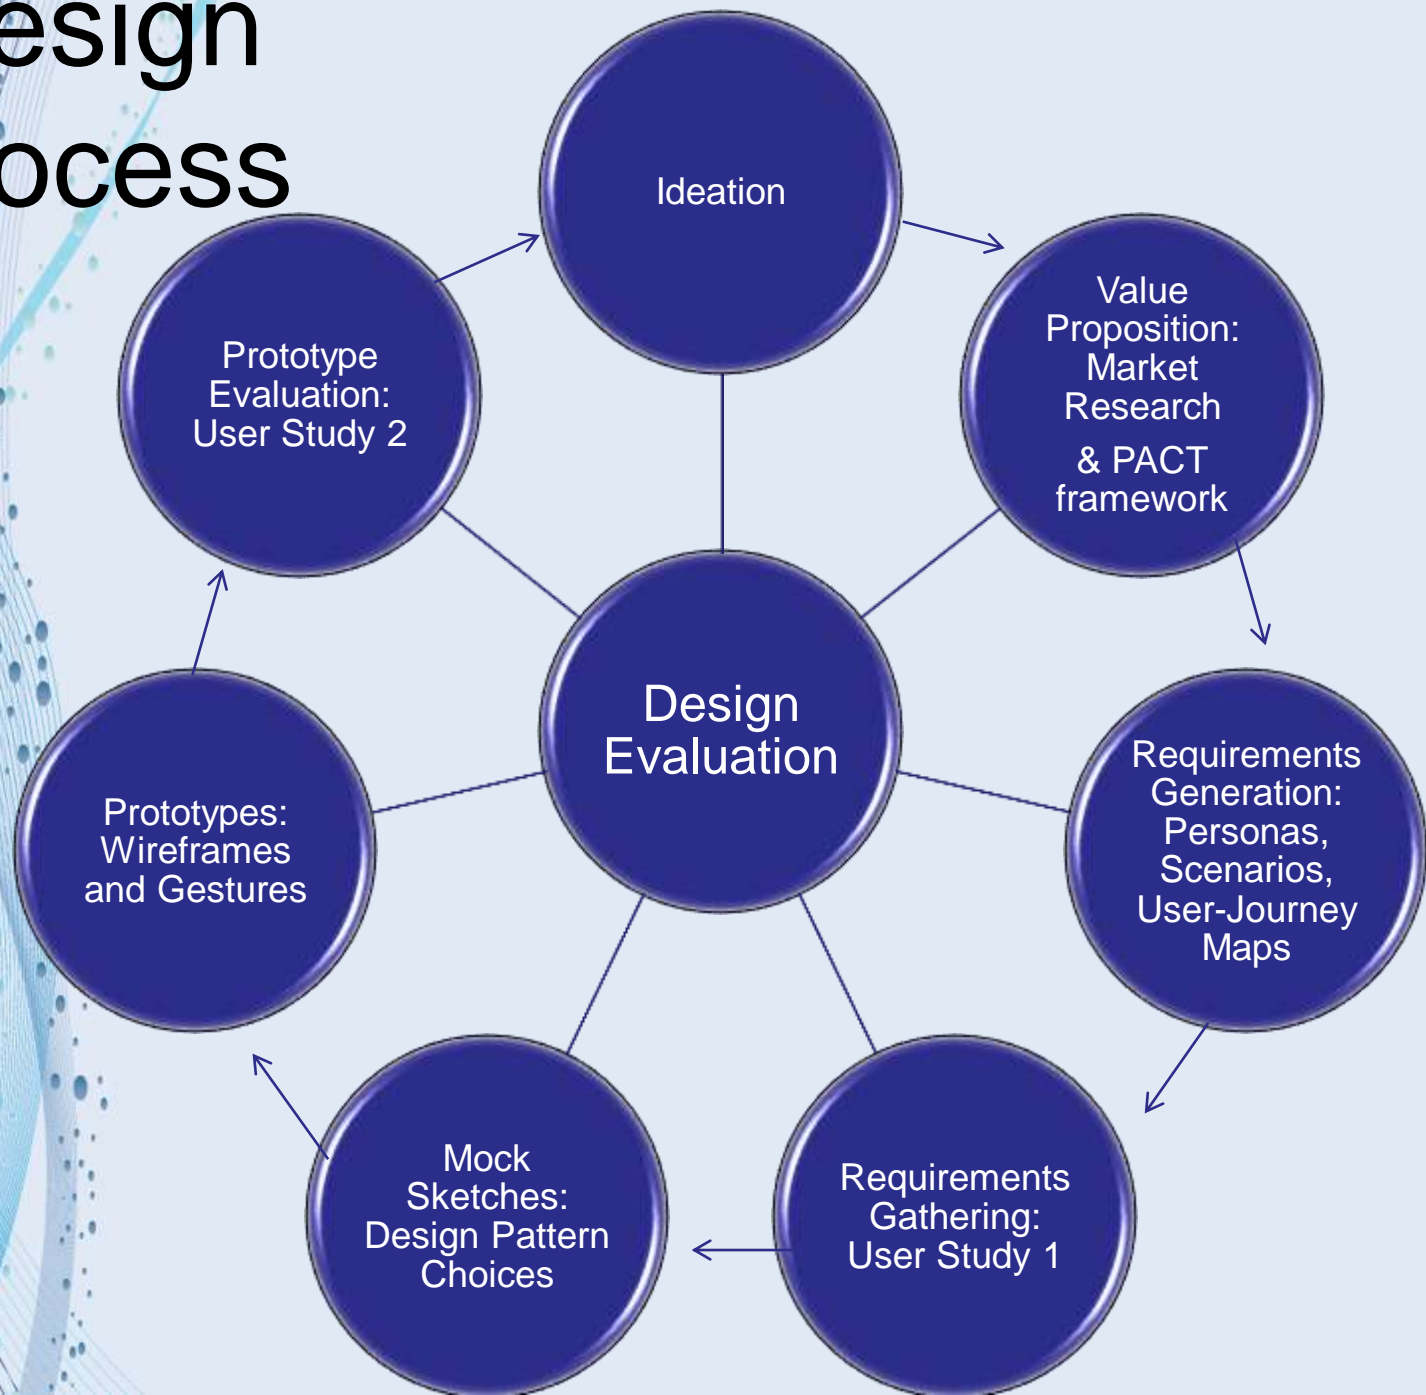 esign
ocess
Ideation
Value
Proposition:
Market
Research
& PACT
framework
Requirements
Generation:
Personas,
Scenarios,
User-Journey
Maps
Requirements
Gathering:
User Study 1
Mock
Sketches:
Design Pattern
Choices
Prototypes:
Wireframes
and Gestures
Prototype
Evaluation:
User Study 2
Design
Evaluation